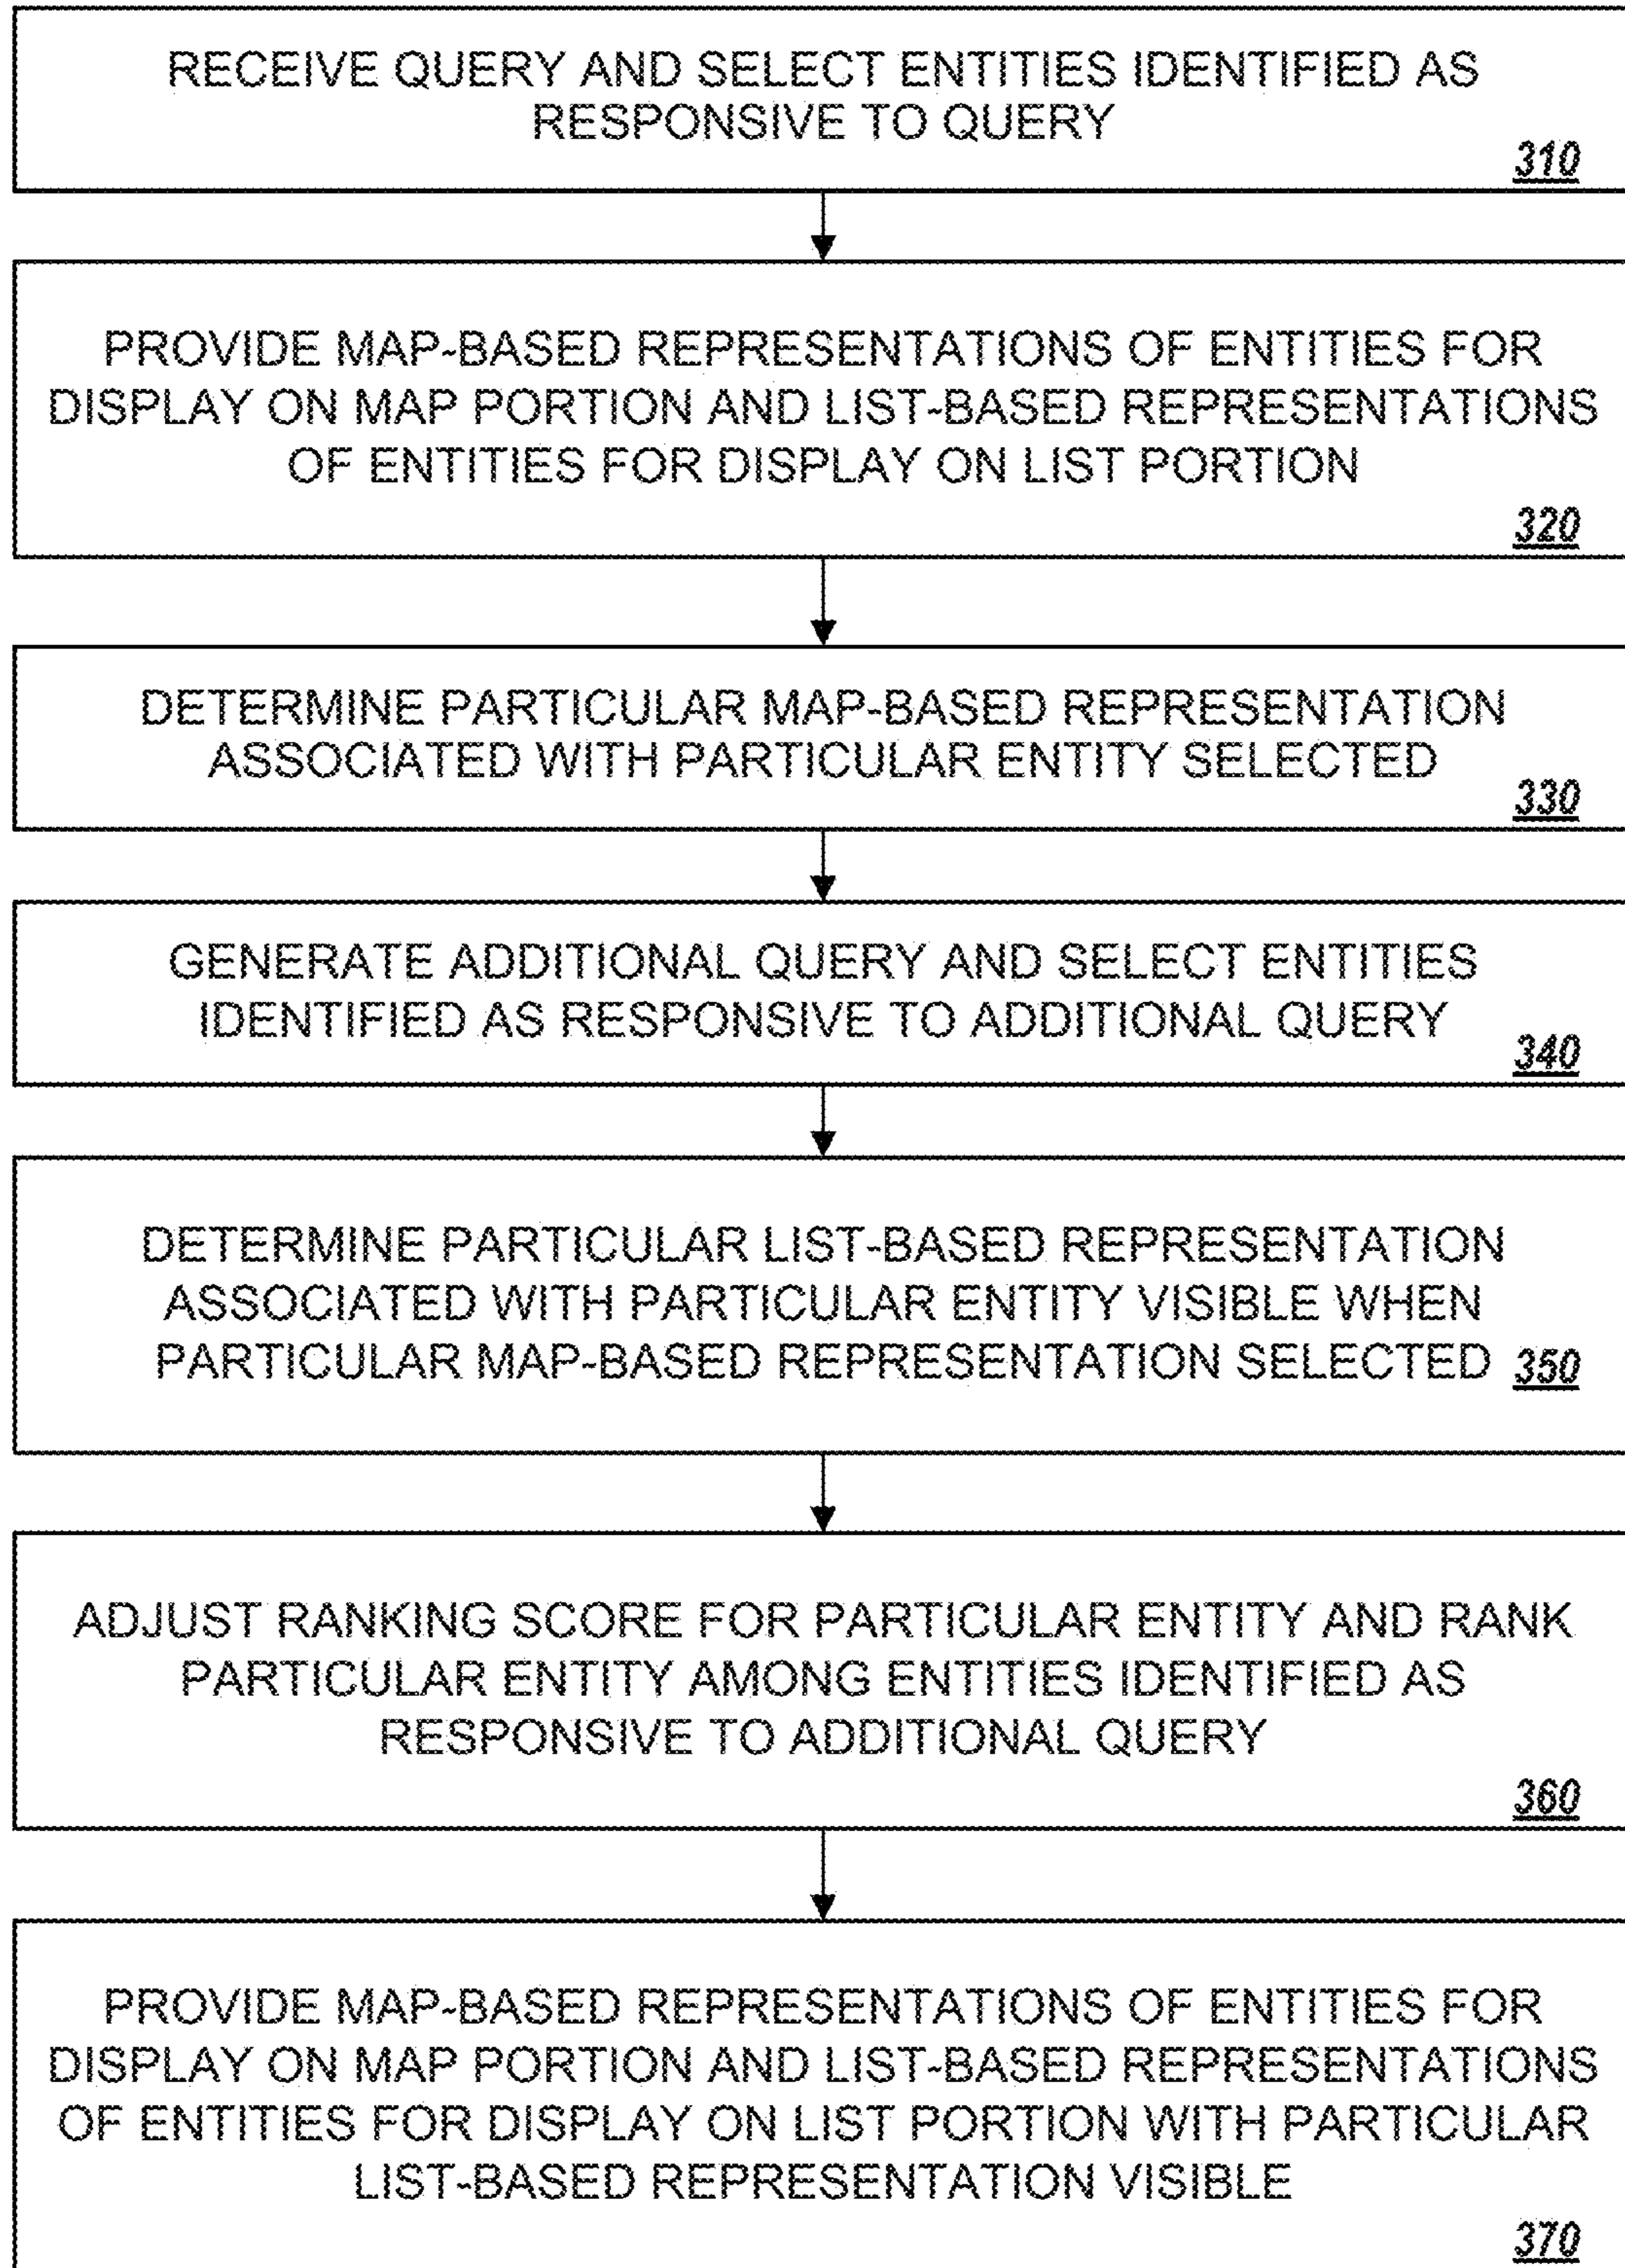 RECEIVE QUERY AND SELECT ENTITIES IDENTIFIED AS
RESPONSIVE TO QUERY
310
PROVIDE MAP-BASED REPRESENTATIONS OF ENTITIES FOR
DISPLAY ON MAP PORTION AND LIST-BASED REPRESENTATIONS
OF ENTITIES FOR DISPLAY ON LIST PORTION
320
DETERMINE PARTICULAR MAP-BASED REPRESENTATION
ASSOCIATED WITH PARTICULAR ENTITY SELECTED
330
GENERATE ADDITIONAL QUERY AND SELECT ENTITIES
IDENTIFIED AS RESPONSIVE TO ADDITIONAL QUERY
340
DETERMINE PARTICULAR LIST-BASED REPRESENTATION
ASSOCIATED WITH PARTICULAR ENTITY VISIBLE WHEN
PARTICULAR MAP-BASED REPRESENTATION SELECTED 350
ADJUST RANKING SCORE FOR PARTICULAR ENTITY AND RANK
PARTICULAR ENTITY AMONG ENTITIES IDENTIFIED AS
RESPONSIVE TO ADDITIONAL QUERY
360
PROVIDE MAP-BASED REPRESENTATIONS OF ENTITIES FOR
DISPLAY ON MAP PORTION AND LIST-BASED REPRESENTATIONS
OF ENTITIES FOR DISPLAY ON LIST PORTION WITH PARTICULAR
LIST-BASED REPRESENTATION VISIBLE
370